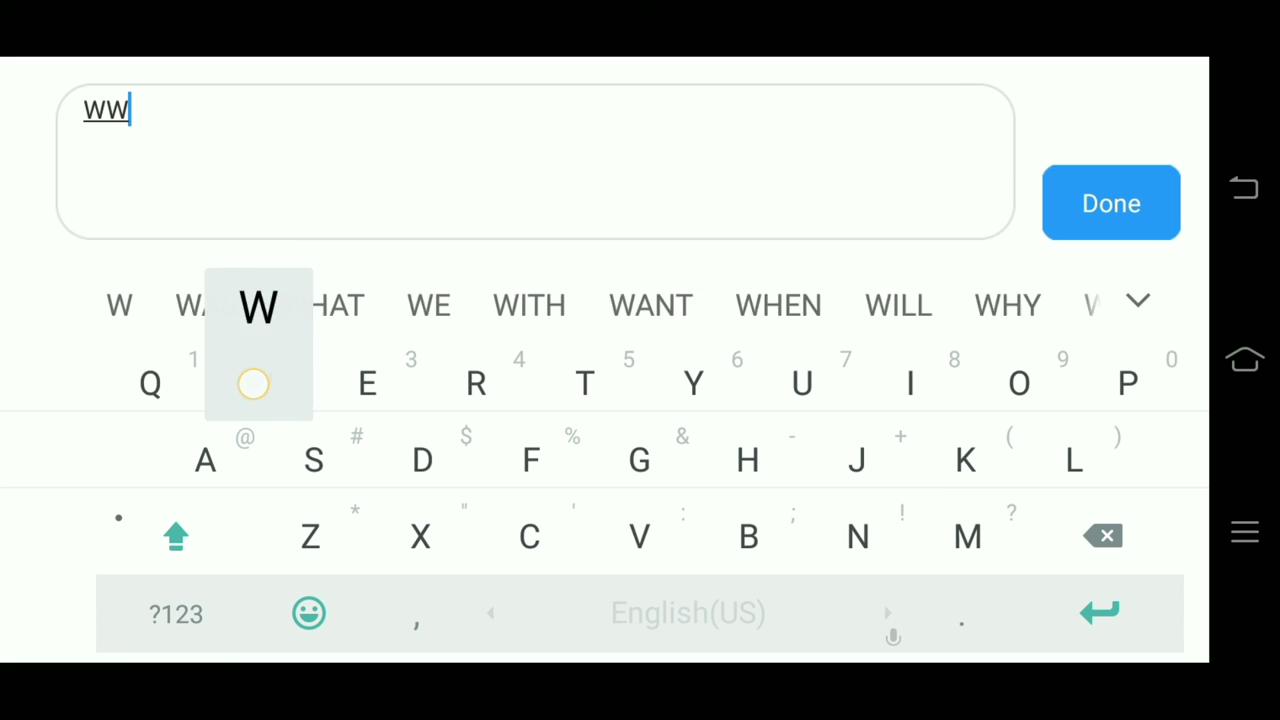 WW
Done
W WA HAT WE WITH WANT WHEN WILL WHY
W
1 3 4 5 6 7 8 9 0
Q E R T Y U I O P
@ # $ % & - + ( )
A S D F G H J K L
* " ' : ; ! ?
Z X C V B N M
?123 , English(US) .